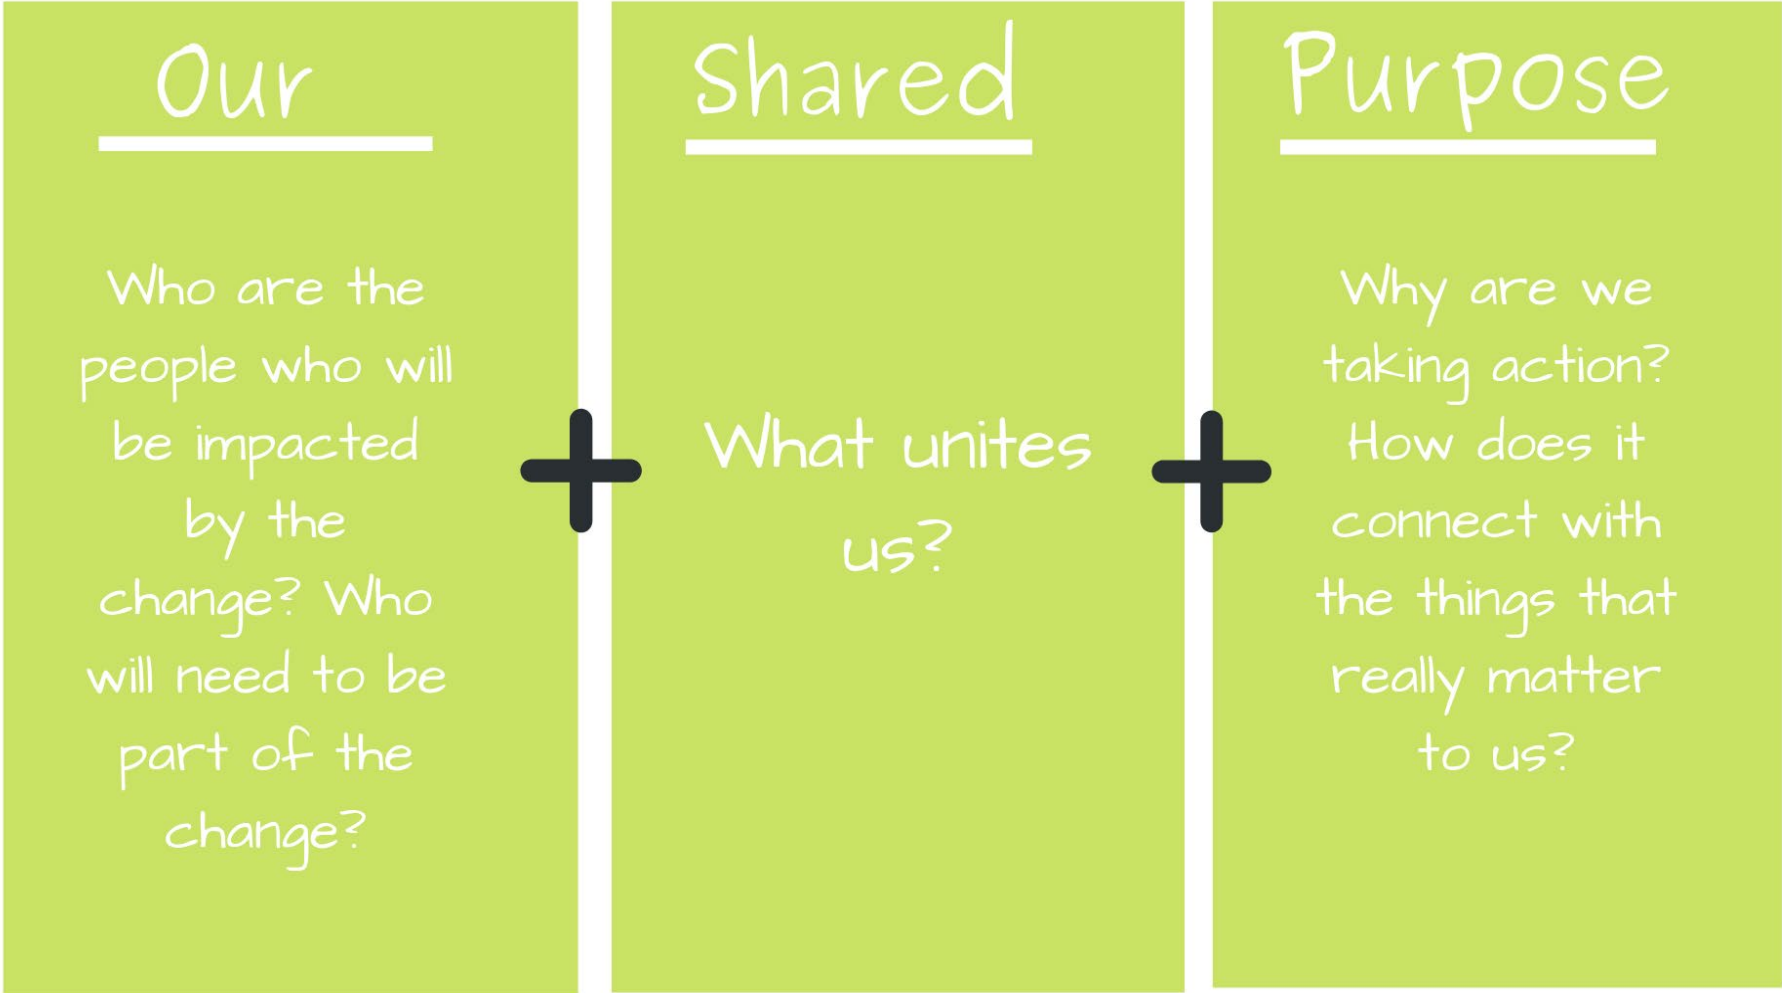 Our
Who are the
people who will
be impacted
by the
change? Who
will need to be
part of the
change?
+
Shared
What unites
us?
+
Purpose
Why are we
taking action?
How does it
connect with
the things that
really matter
to us?